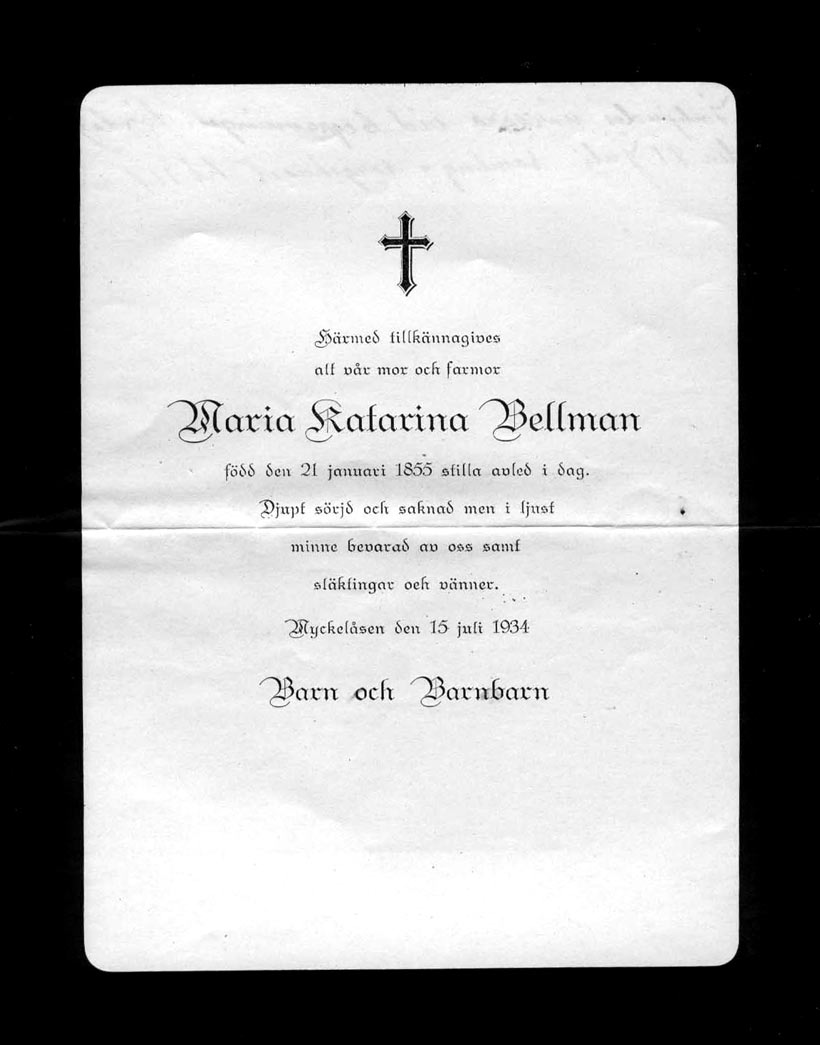 Härmed tillkännagives
att vår mor och farmor
Maria Katarina Bellman
född den 21 januari 1855 stilla avled i dag.
Djupt sörjd och saknad men i ljust
minne bevarad av oss samt
släktingar och vänner.
Myckelåsen den 15 juli 1934
Barn och Barnbarn